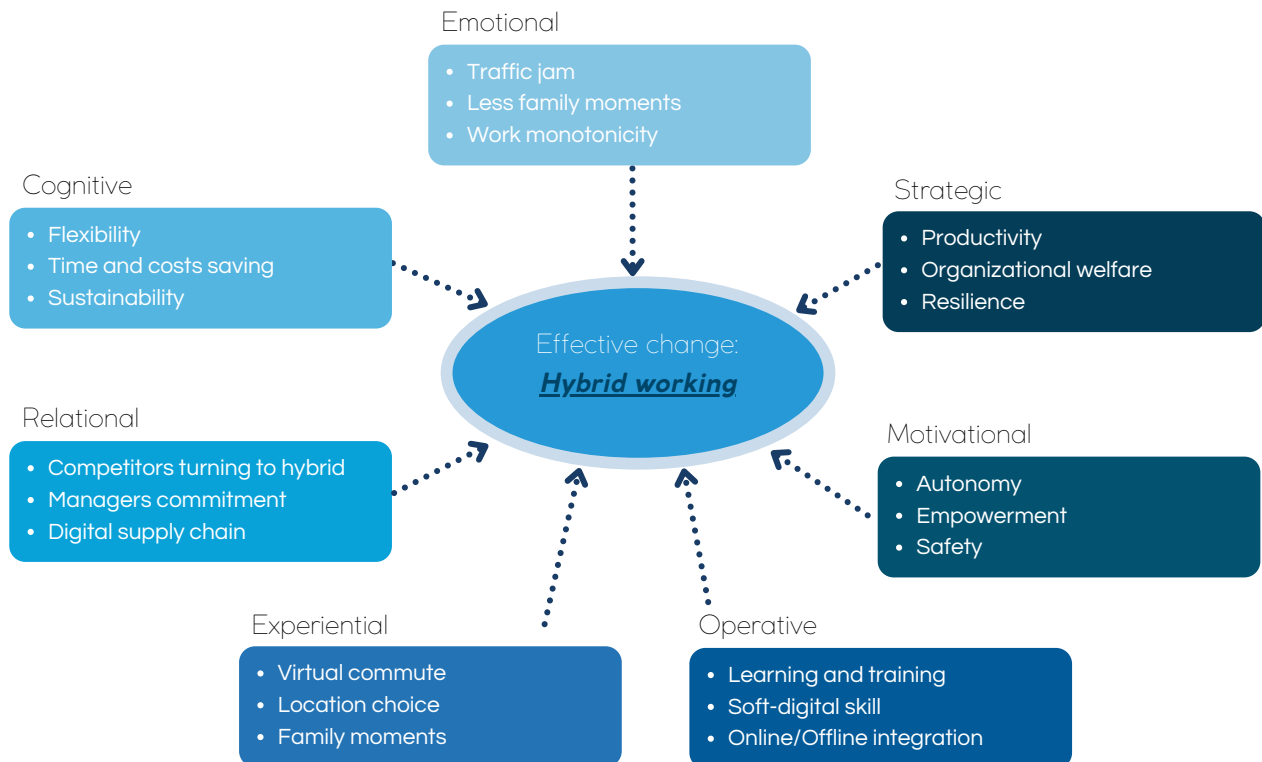 Emotional
• Traffic jam
• Less family moments
• Work monotonicity
Cognitive
• Flexibility
• Time and costs saving
• Sustainability
Strategic
• Productivity
• Organizational welfare
• Resilience
Effective change:
Hybrid working
Relational
• Competitors turning to hybrid
• Managers commitment
• Digital supply chain
Motivational
• Autonomy
• Empowerment
• Safety
Experiential
• Virtual commute
• Location choice
• Family moments
Operative
• Learning and training
• Soft-digital skill
• Online/Offline integration